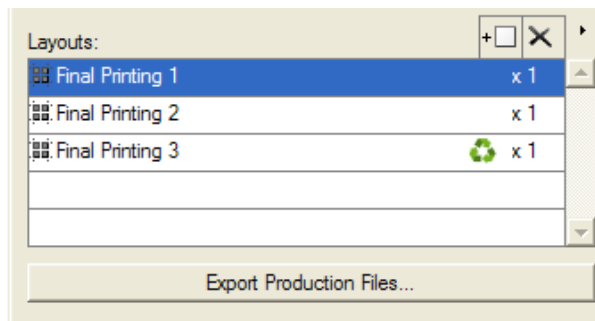 Layouts:
Final Printing 1 x 1
Final Printing 2 x 1
Final Printing 3 x 1
Export Production Files...